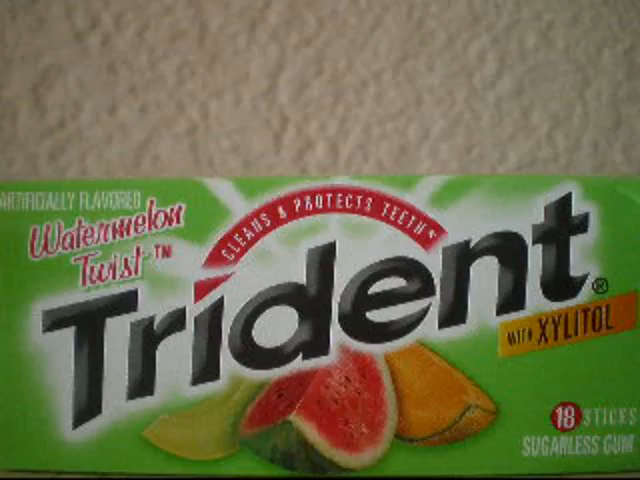 ARTIFICIALLY FLAVORED
Watermelon
Twist™
CLEANS & PROTECTS TEETH*
Trident®
WITH XYLITOL
18 STICKS
SUGARLESS GUM